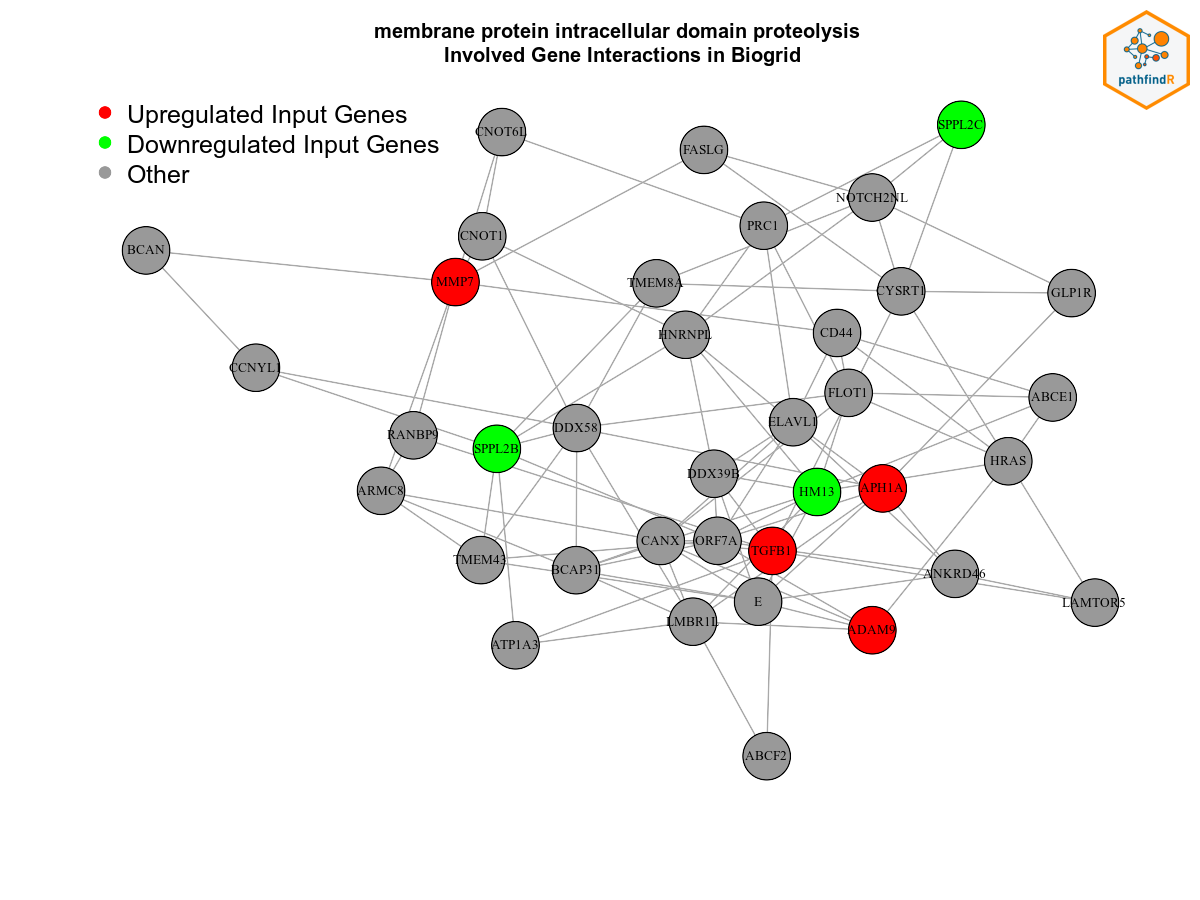 membrane protein intracellular domain proteolysis
Involved Gene Interactions in Biogrid
pathfindR
Upregulated Input Genes
Downregulated Input Genes
Other
CNOT6L
SPPL2C
FASLG
NOTCH2NL
PRC1
CNOT1
BCAN
MMP7
TMEM8A
CYSRT1
GLP1R
HNRNPL
CD44
CCNYL1
FLOT1
ABCE1
ELAVL1
DDX58
RANBP9
SPPL2B
HRAS
DDX39B
ARMC8
HM13
APH1A
CANX
ORF7A
TGFB1
TMEM43
BCAP31
ANKRD46
E
LAMTOR5
LMBR1L
ADAM9
ATP1A3
ABCF2